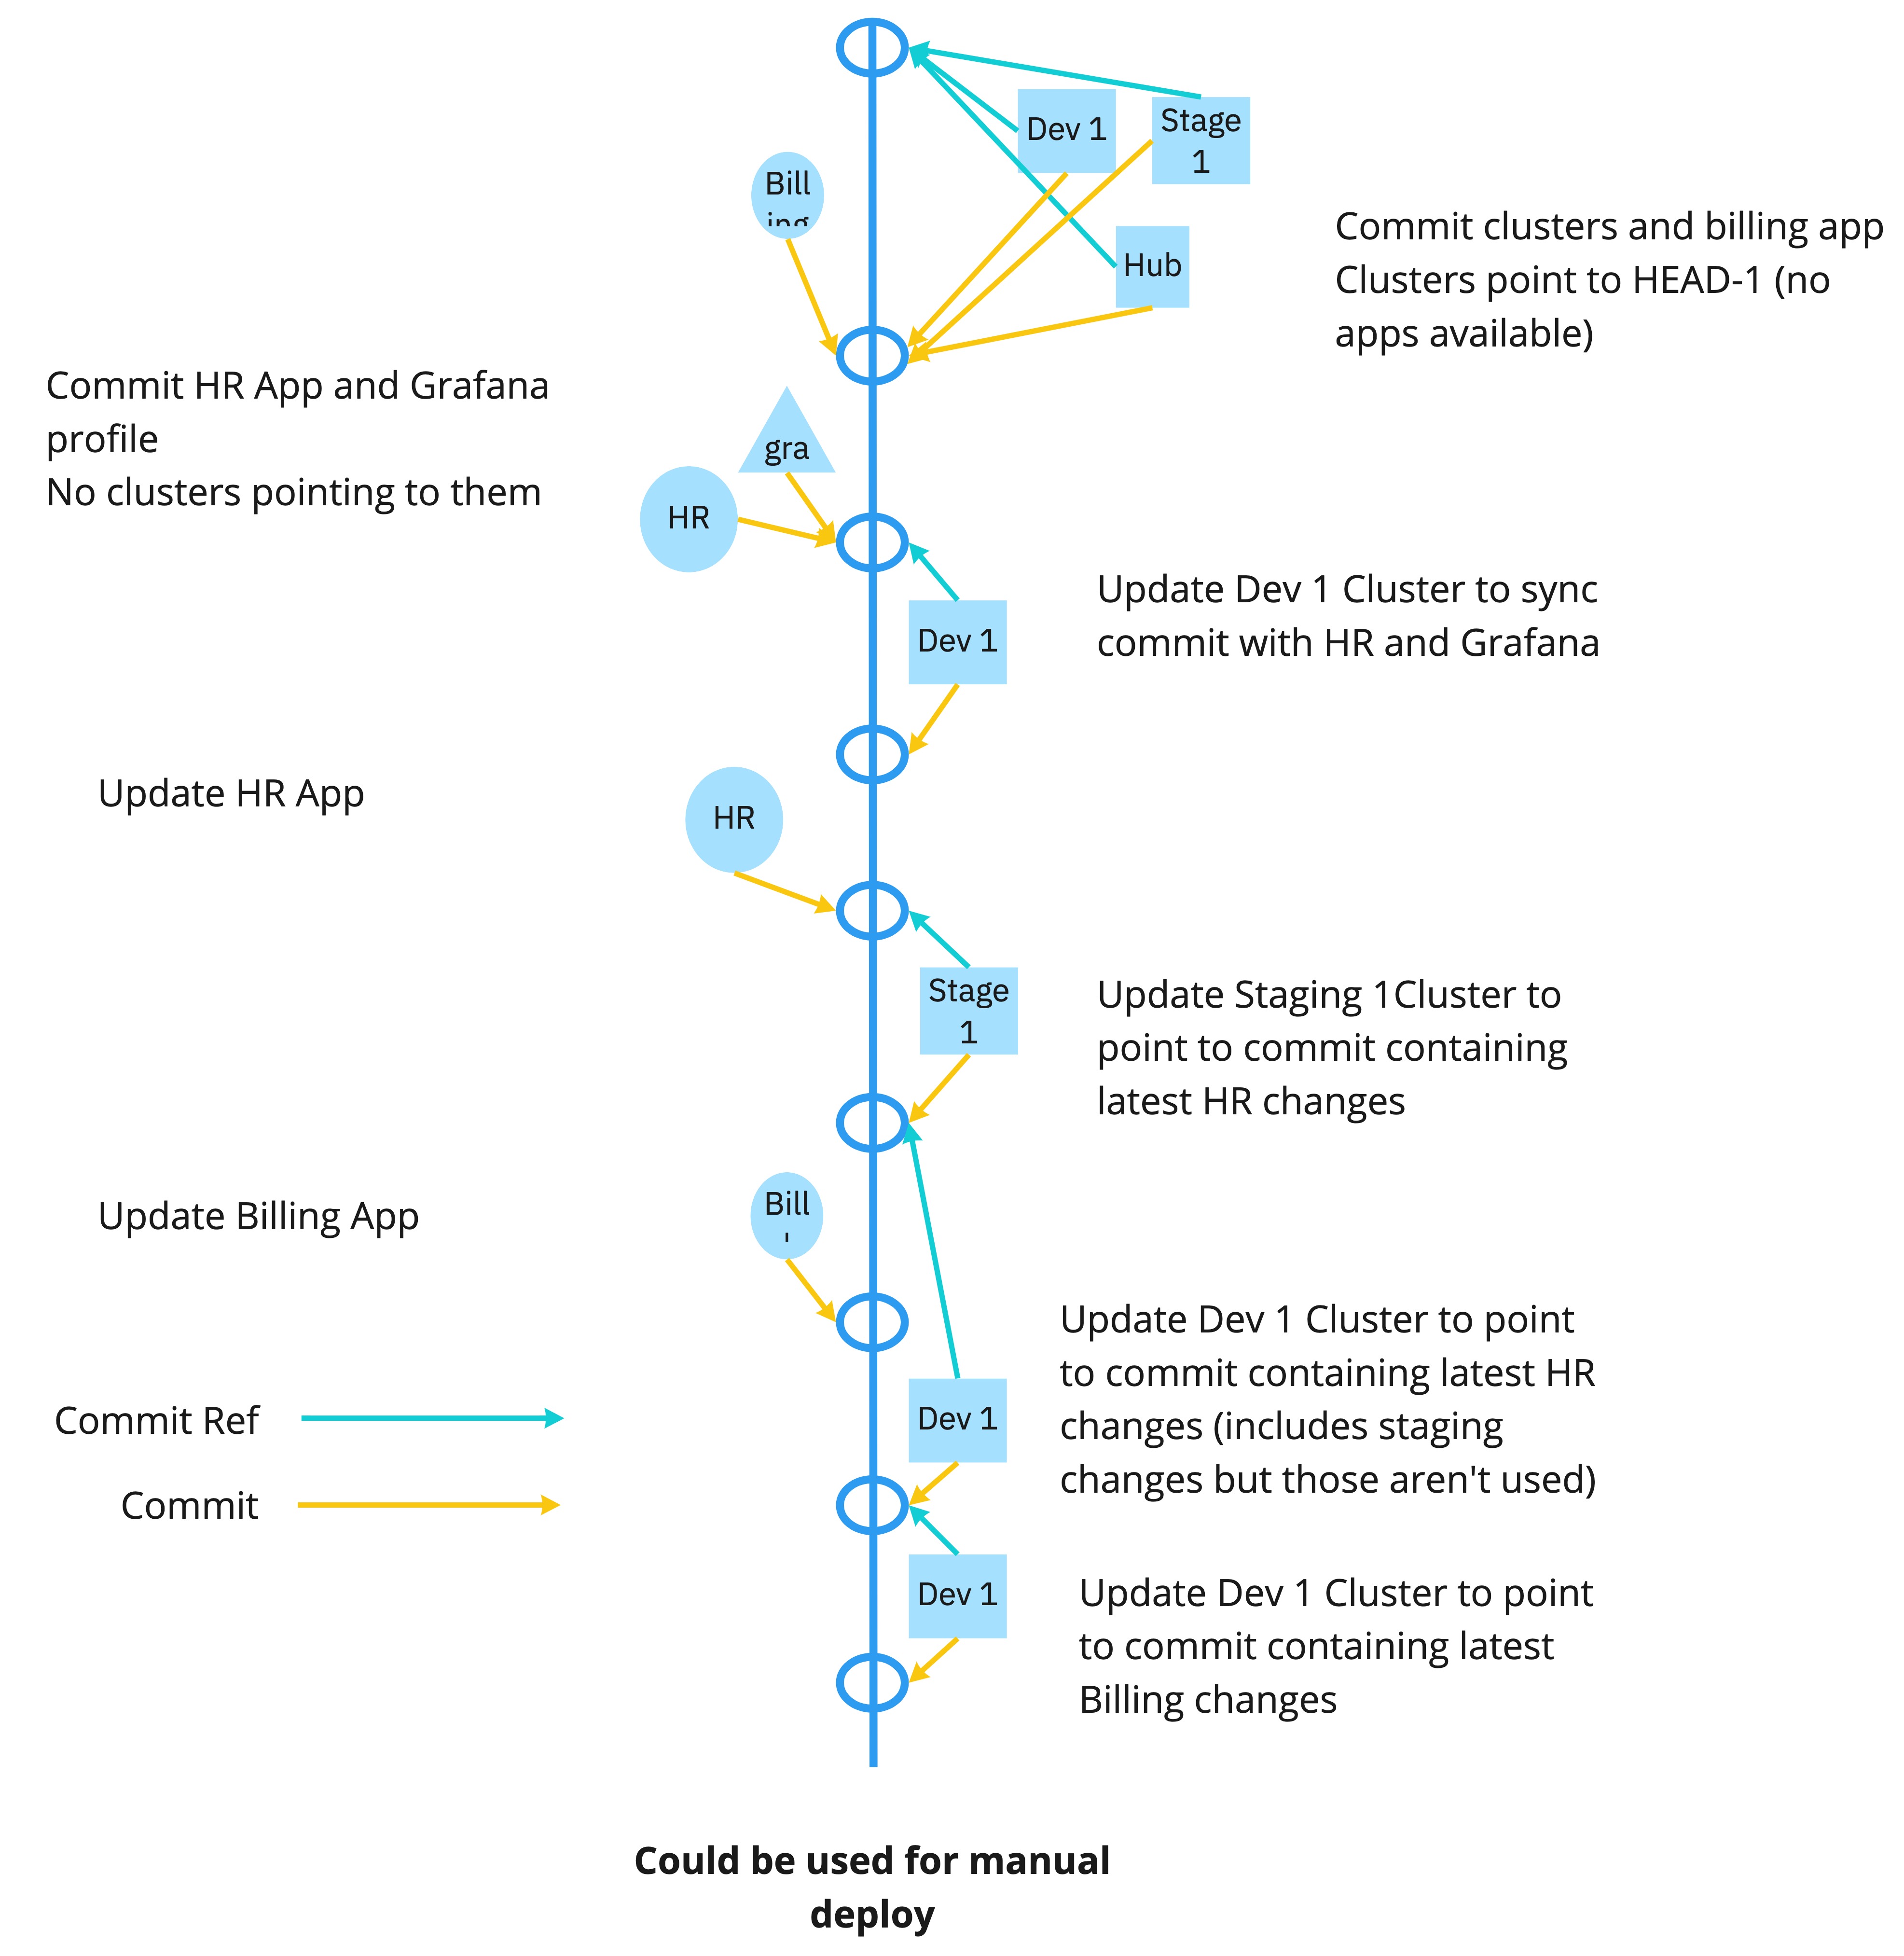 Dev 1
Stage
1
Bill
Hub
Commit clusters and billing app
Clusters point to HEAD-1 (no
apps available)
Commit HR App and Grafana
profile
No clusters pointing to them
gra
HR
Update Dev 1 Cluster to sync
commit with HR and Grafana
Dev 1
Update HR App
HR
Stage
1
Update Staging 1Cluster to
point to commit containing
latest HR changes
Bill
Update Billing App
Update Dev 1 Cluster to point
to commit containing latest HR
changes (includes staging
changes but those aren't used)
Dev 1
Commit Ref
Commit
Dev 1
Update Dev 1 Cluster to point
to commit containing latest
Billing changes
Could be used for manual
deploy